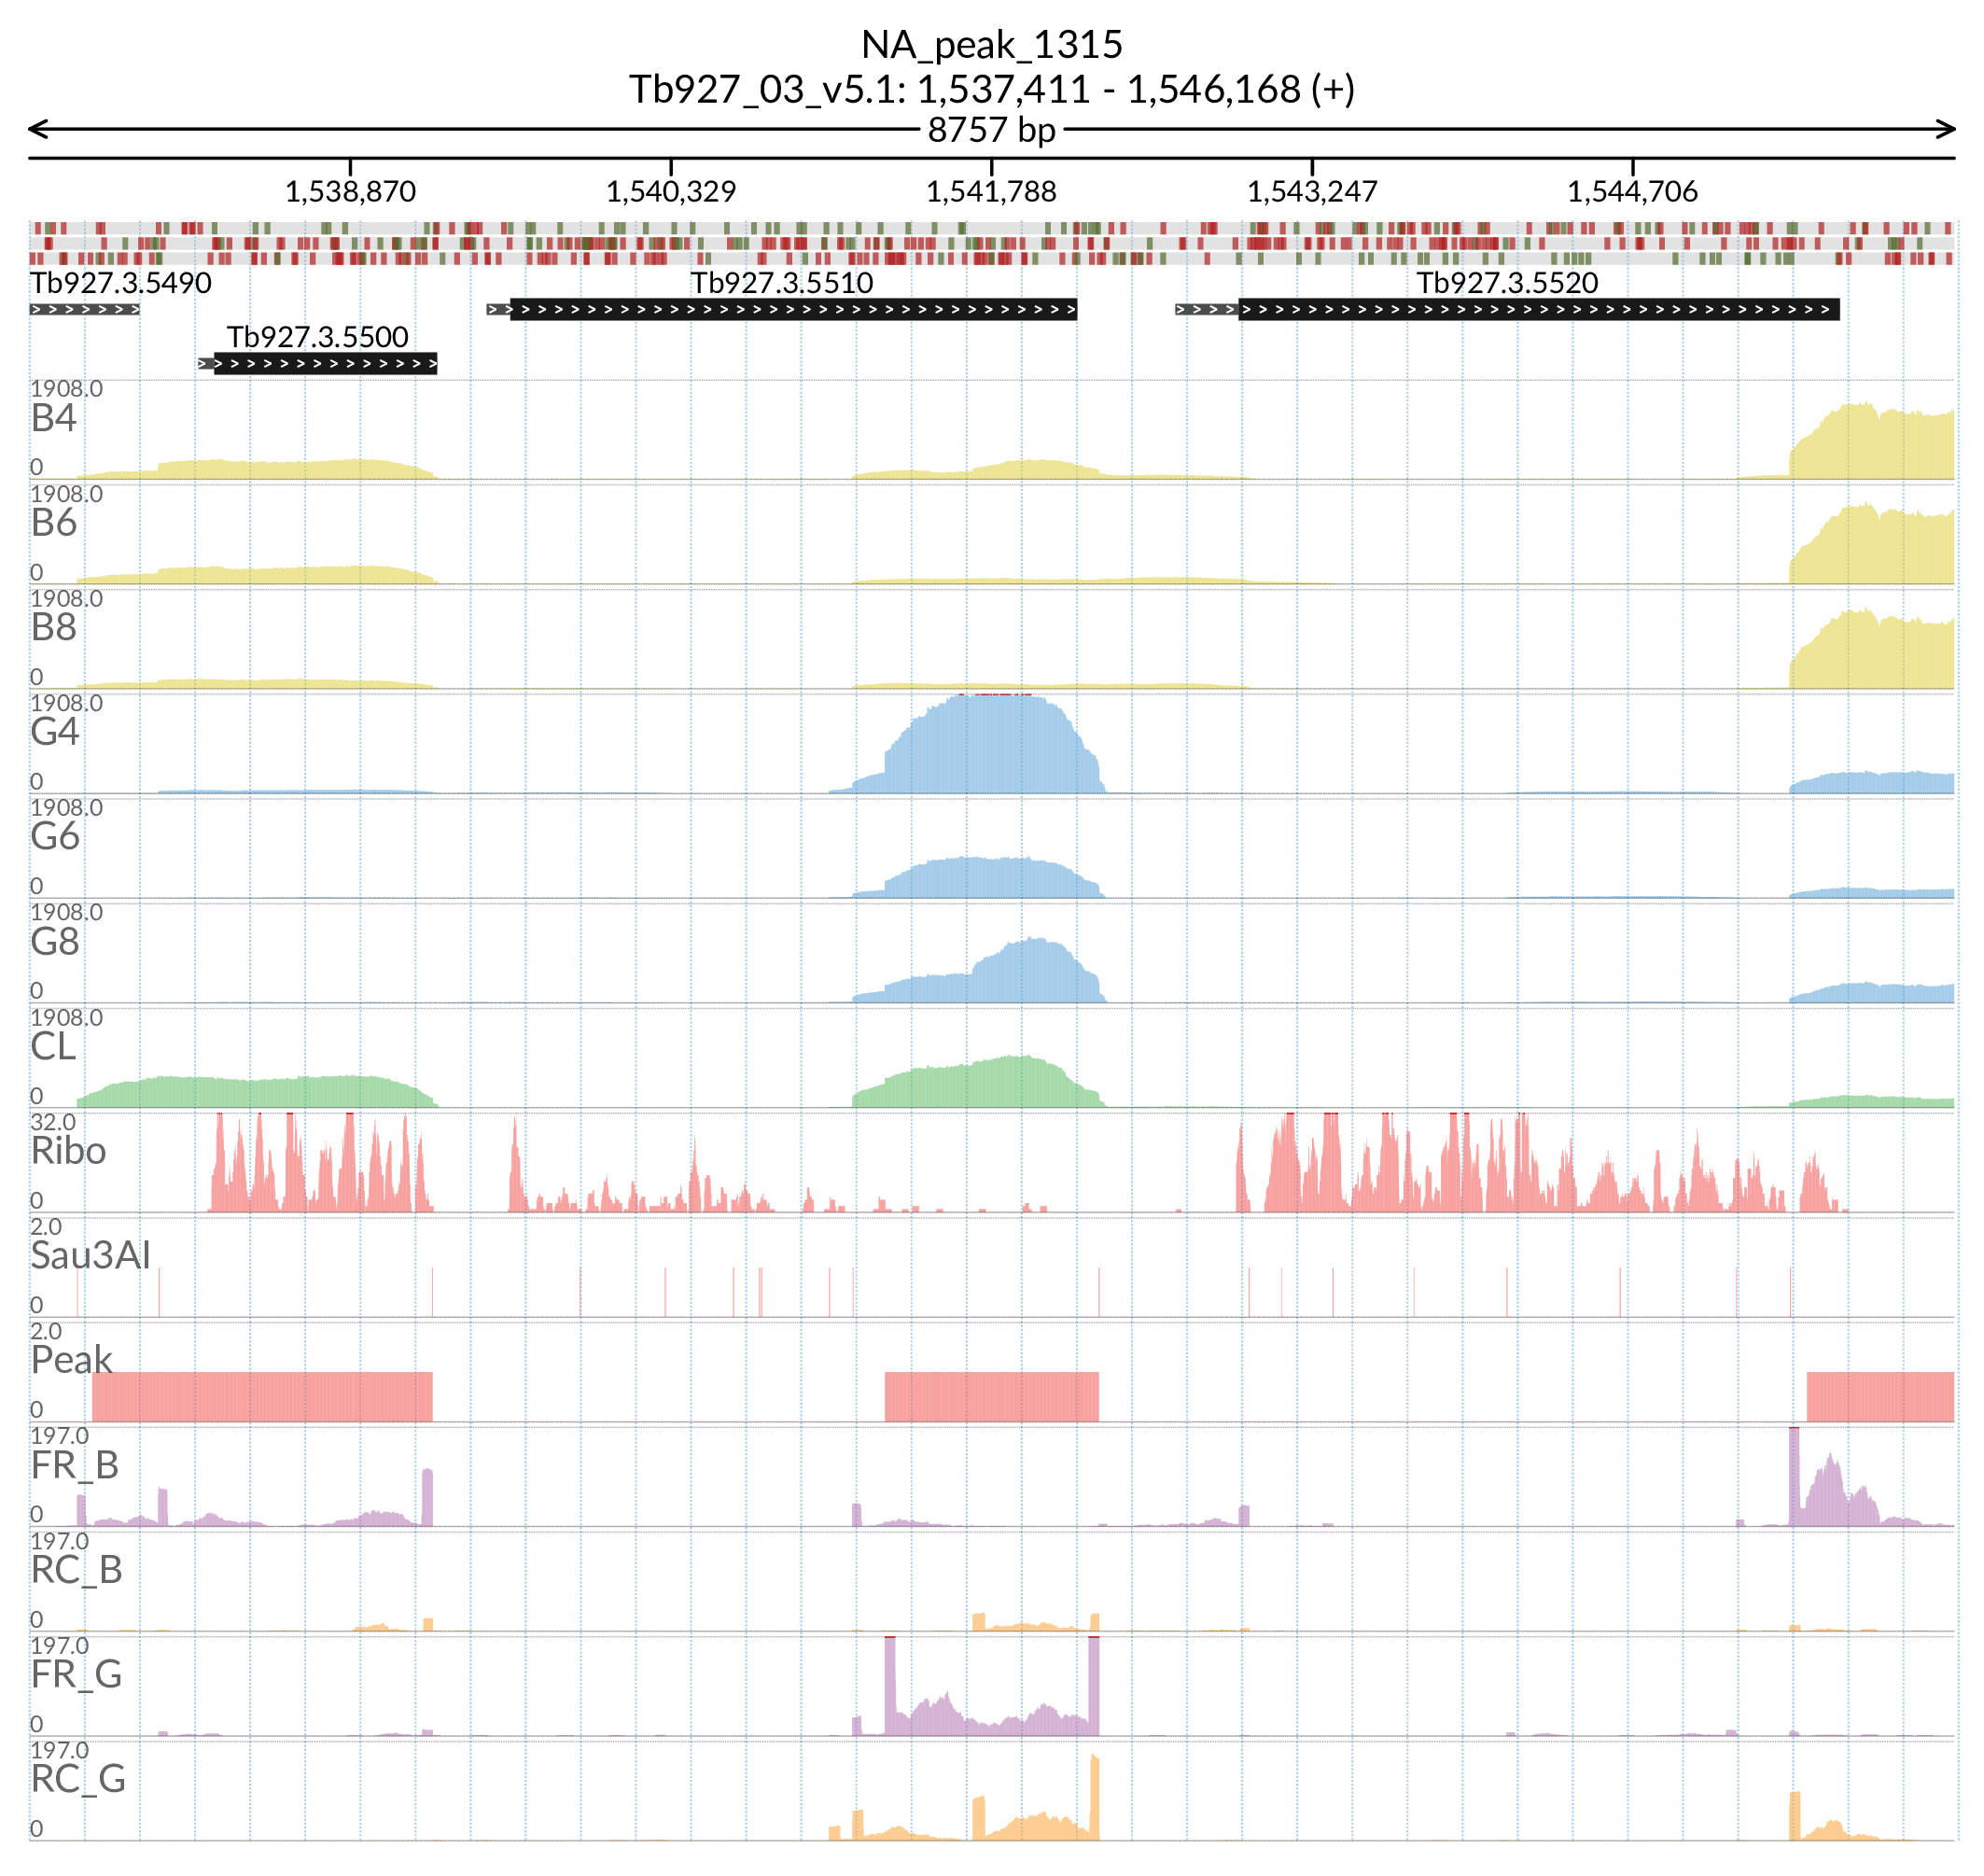 NA_peak_1315
Tb927_03_v5.1: 1,537,411 - 1,546,168 (+)
8757 bp
1,538,870 1,540,329 1,541,788 1,543,247 1,544,706
Tb927.3.5490 Tb927.3.5510 Tb927.3.5520
Tb927.3.5500
1908.0
B4
0
1908.0
B6
0
1908.0
B8
0
1908.0
G4
0
1908.0
G6
0
1908.0
G8
0
1908.0
CL
0
32.0
Ribo
0
2.0
Sau3AI
0
2.0
Peak
0
197.0
FR_B
0
197.0
RC_B
0
197.0
FR_G
0
197.0
RC_G
0